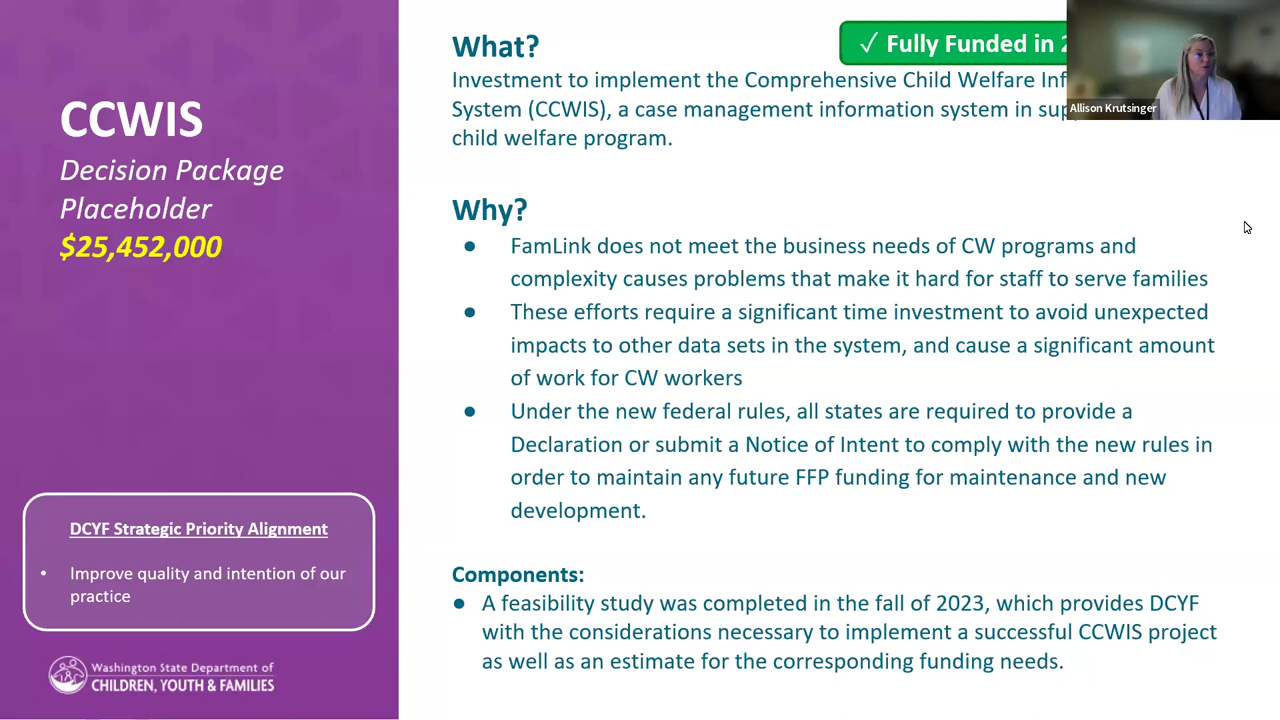 CCWIS
Decision Package
Placeholder
$25,452,000
DCYF Strategic Priority Alignment
• Improve quality and intention of our
practice
Washington State Department of
CHILDREN, YOUTH & FAMILIES
What?
✓ Fully Funded in
Investment to implement the Comprehensive Child Welfare
System (CCWIS), a case management information system in
child welfare program.
Why?
● FamLink does not meet the business needs of CW programs and
complexity causes problems that make it hard for staff to serve families
● These efforts require a significant time investment to avoid unexpected
impacts to other data sets in the system, and cause a significant amount
of work for CW workers
● Under the new federal rules, all states are required to provide a
Declaration or submit a Notice of Intent to comply with the new rules in
order to maintain any future FFP funding for maintenance and new
development.
Components:
● A feasibility study was completed in the fall of 2023, which provides DCYF
with the considerations necessary to implement a successful CCWIS project
as well as an estimate for the corresponding funding needs.
Allison Krutsinger